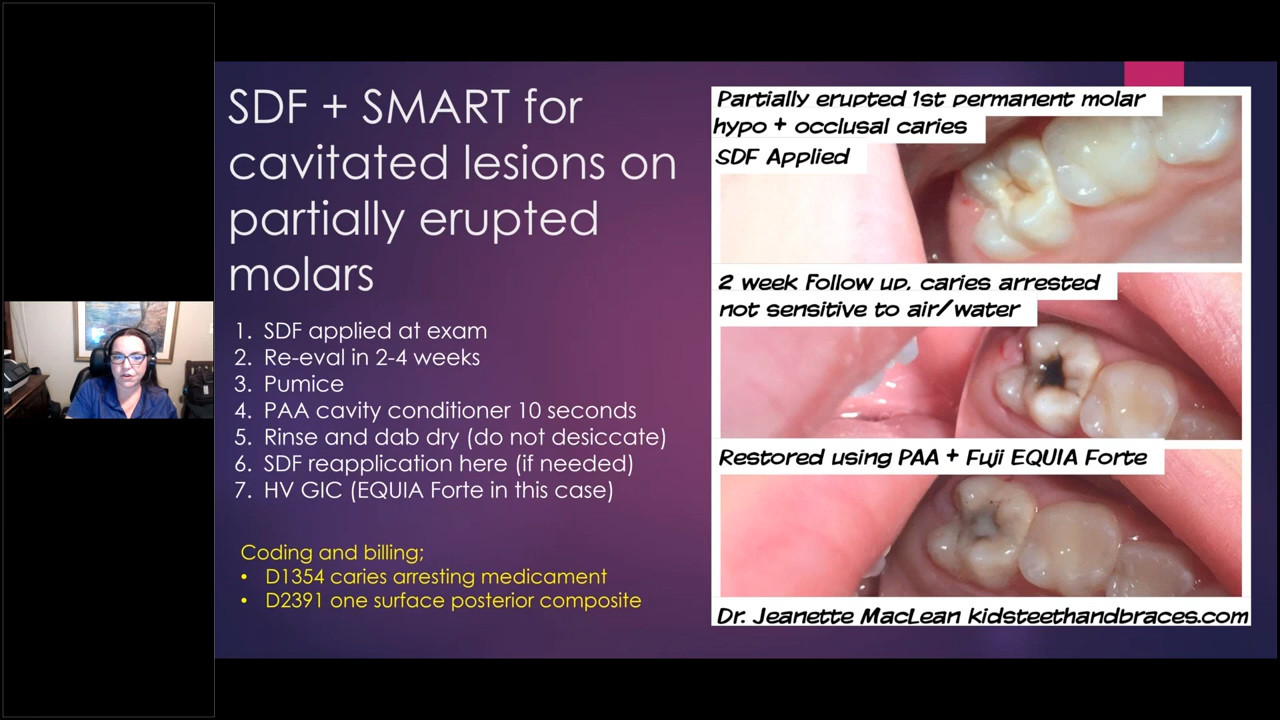 SDF + SMART for
cavitated lesions on
partially erupted
molars
1. SDF applied at exam
2. Re-eval in 2-4 weeks
3. Pumice
4. PAA cavity conditioner 10 seconds
5. Rinse and dab dry (do not desiccate)
6. SDF reapplication here (if needed)
7. HV GIC (EQUIA Forte in this case)
Coding and billing;
• D1354 caries arresting medicament
• D2391 one surface posterior composite
Partially erupted 1st permanent molar
hypo + occlusal caries
SDF Applied
2 week Follow up, caries arrested
not sensitive to air/water
Restored using PAA + Fuji EQUIA Forte
Dr. Jeanette MacLean kidsteethandbraces.com